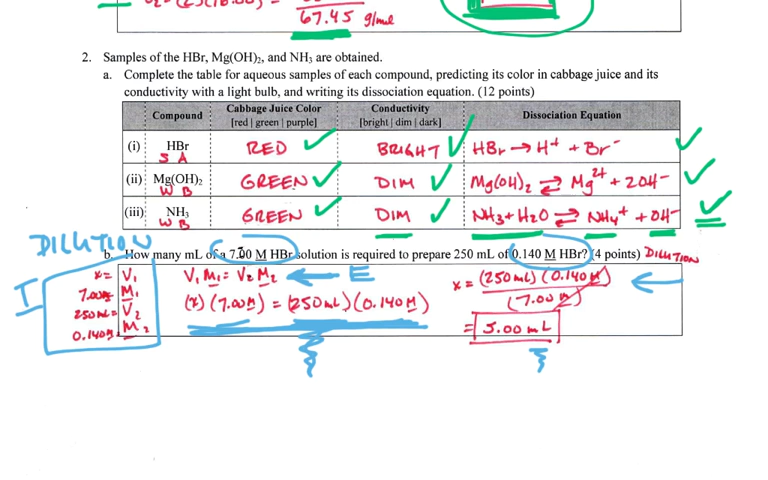 67.45 g/mol
2. Samples of the HBr, Mg(OH)₂, and NH₃ are obtained.
a. Complete the table for aqueous samples of each compound, predicting its color in cabbage juice and its
conductivity with a light bulb, and writing its dissociation equation. (12 points)
Compound Cabbage Juice Color [red | green | purple] Conductivity [bright | dim | dark] Dissociation Equation
(i) HBr S A RED ✓ BRIGHT ✓ HBr → H⁺ + Br⁻ ✓
(ii) Mg(OH)₂ W B GREEN ✓ DIM ✓ Mg(OH)₂ ⇌ Mg²⁺ + 2OH⁻ ✓
(iii) NH₃ W B GREEN ✓ DIM ✓ NH₃ + H₂O ⇌ NH₄⁺ + OH⁻ ✓
DILUTION
b. How many mL of a 7.00 M HBr solution is required to prepare 250 mL of 0.140 M HBr? (4 points) DILUTION
I
x = V₁
7.00M M₁
250mL = V₂
0.140M = M₂
V₁M₁ = V₂M₂ ← E
(x)(7.00M) = (250mL)(0.140M)
x = (250mL)(0.140M)
(7.00M)
= 5.00 mL